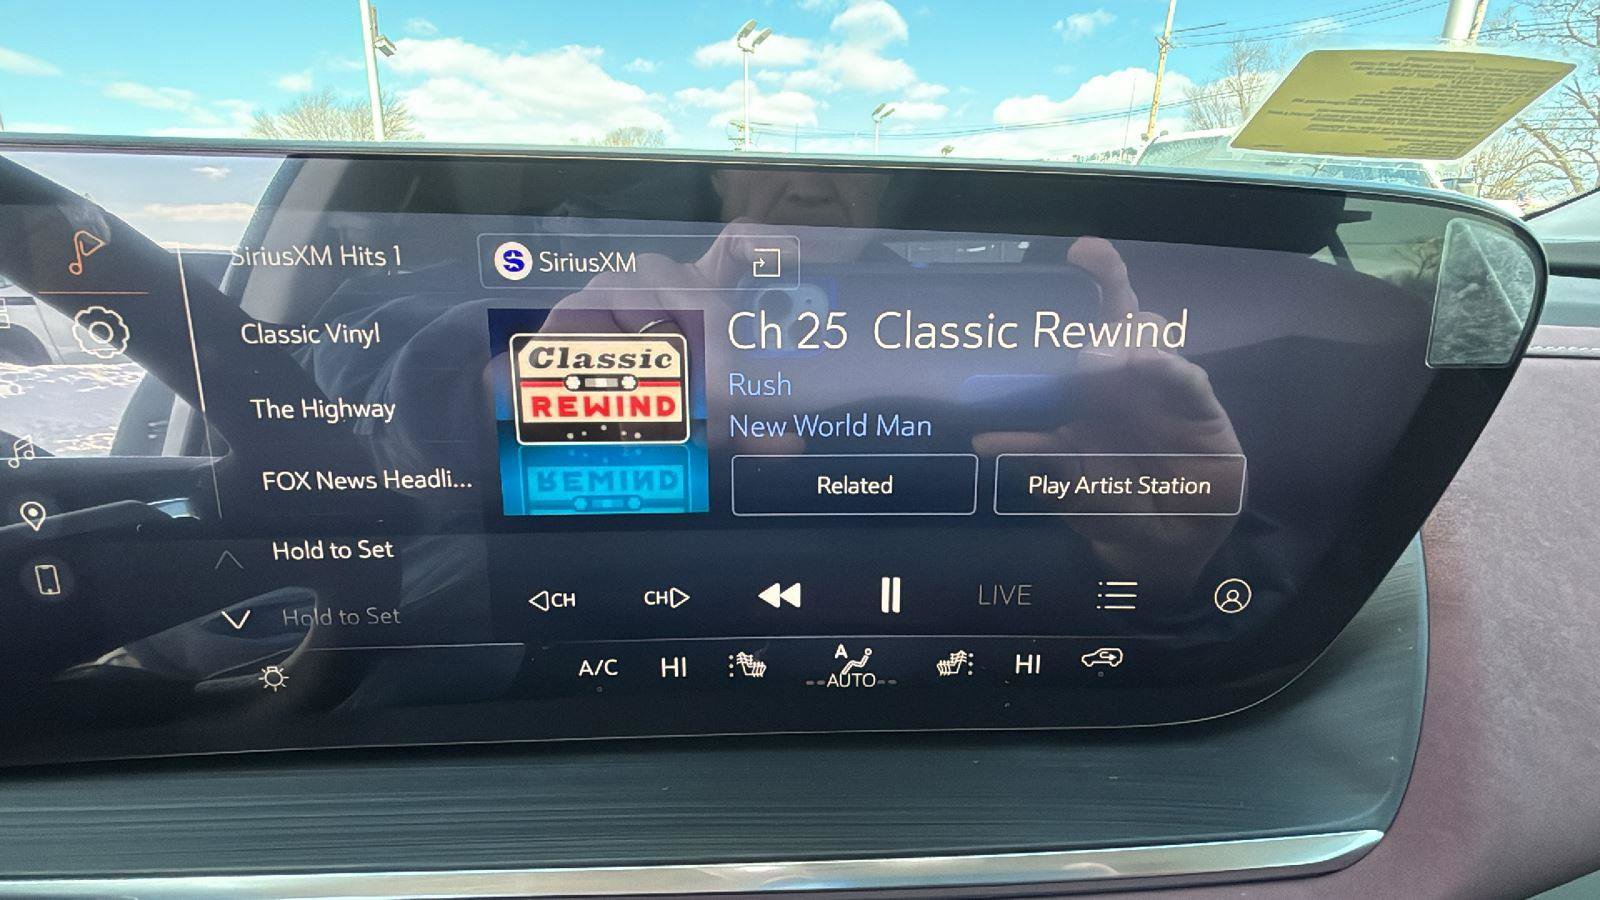 SiriusXM Hits 1
Classic Vinyl
The Highway
FOX News Headli...
Hold to Set
Hold to Set
SiriusXM
Classic
REWIND
REWIND
Ch 25 Classic Rewind
Rush
New World Man
Related
Play Artist Station
CH
CH
LIVE
A/C
HI
A
AUTO
HI